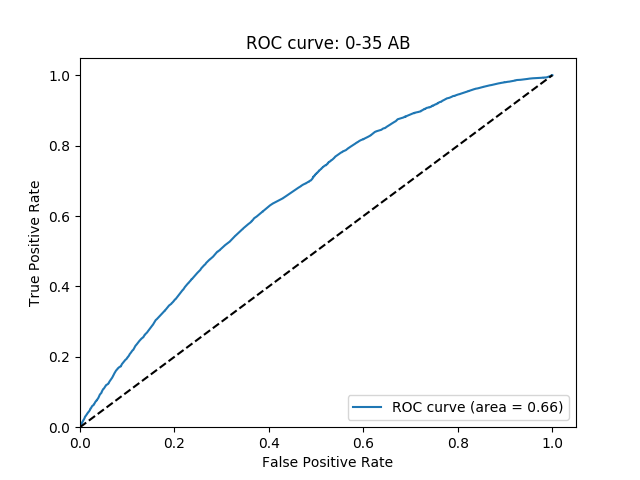 ROC curve: 0-35 AB
1.0
0.8
0.6
0.4
0.2
0.0
True Positive Rate
ROC curve (area = 0.66)
0.0 0.2 0.4 0.6 0.8 1.0
False Positive Rate